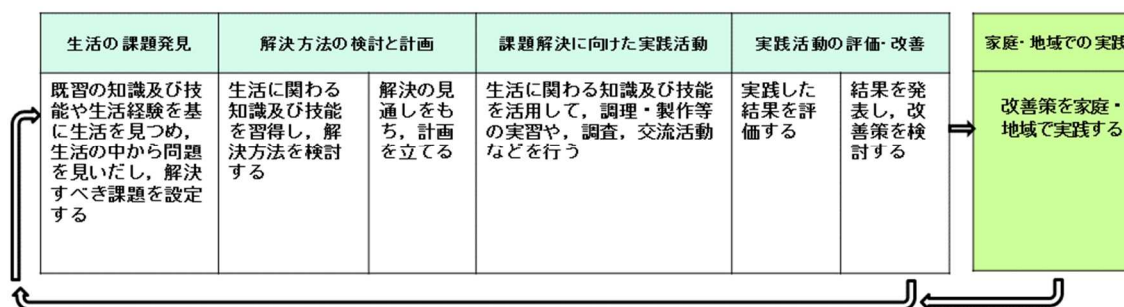 生活の課題発見
解決方法の検討と計画
課題解決に向けた実践活動
実践活動の評価・改善
家庭・地域での実践
既習の知識及び技
能や生活経験を基
に生活を見つめ，
生活の中から問題
を見いだし，解決
すべき課題を設定
する
生活に関わる
知識及び技能
を習得し，解
決方法を検討
する
解決の見
通しをも
ち，計画
を立てる
生活に関わる知識及び技能
を活用して，調理・製作等
の実習や，調査，交流活動
などを行う
実践した
結果を評
価する
結果を発
表し，改
善策を検
討する
改善策を家庭・
地域で実践する